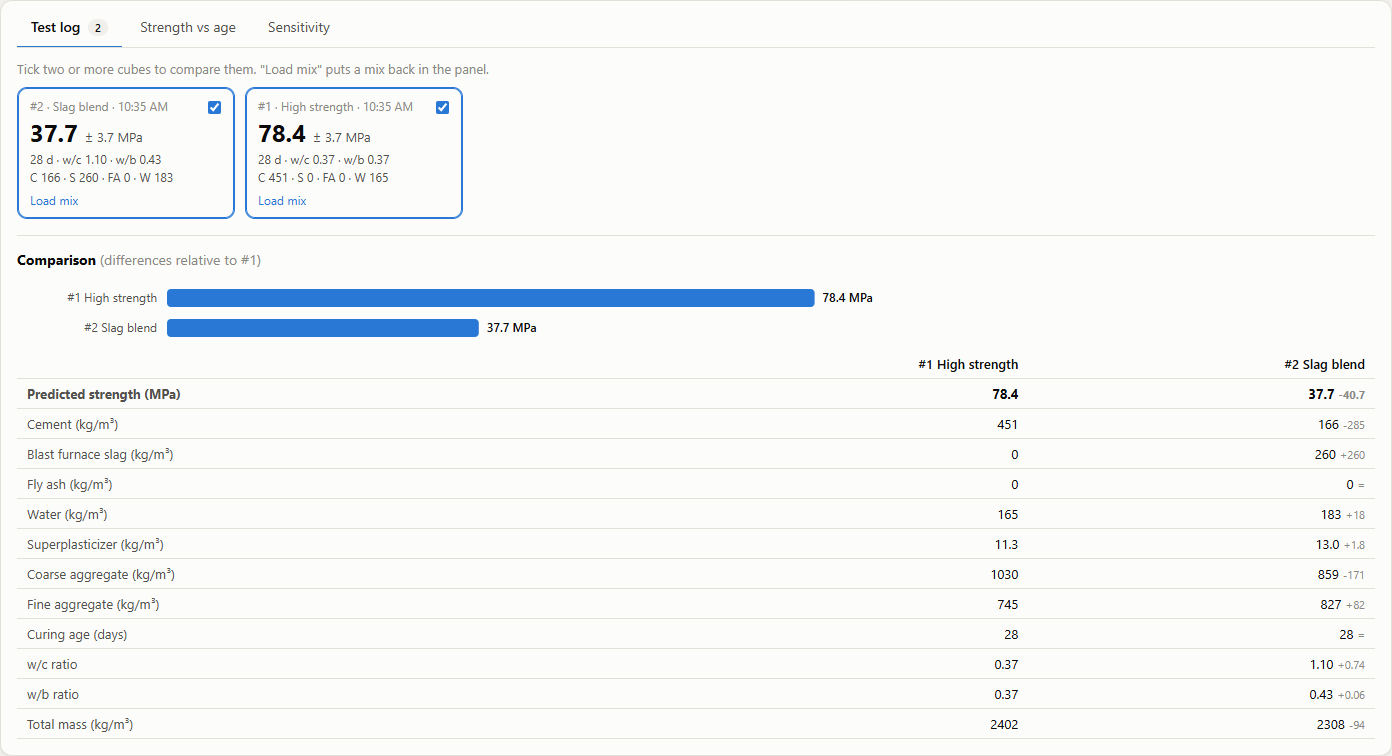 Test log 2 Strength vs age Sensitivity
Tick two or more cubes to compare them. "Load mix" puts a mix back in the panel.
#2 · Slag blend · 10:35 AM
37.7 ± 3.7 MPa
28 d · w/c 1.10 · w/b 0.43
C 166 · S 260 · FA 0 · W 183
Load mix
#1 · High strength · 10:35 AM
78.4 ± 3.7 MPa
28 d · w/c 0.37 · w/b 0.37
C 451 · S 0 · FA 0 · W 165
Load mix
Comparison (differences relative to #1)
#1 High strength 78.4 MPa
#2 Slag blend 37.7 MPa
#1 High strength #2 Slag blend
Predicted strength (MPa) 78.4 37.7 -40.7
Cement (kg/m³) 451 166 -285
Blast furnace slag (kg/m³) 0 260 +260
Fly ash (kg/m³) 0 0 =
Water (kg/m³) 165 183 +18
Superplasticizer (kg/m³) 11.3 13.0 +1.8
Coarse aggregate (kg/m³) 1030 859 -171
Fine aggregate (kg/m³) 745 827 +82
Curing age (days) 28 28 =
w/c ratio 0.37 1.10 +0.74
w/b ratio 0.37 0.43 +0.06
Total mass (kg/m³) 2402 2308 -94